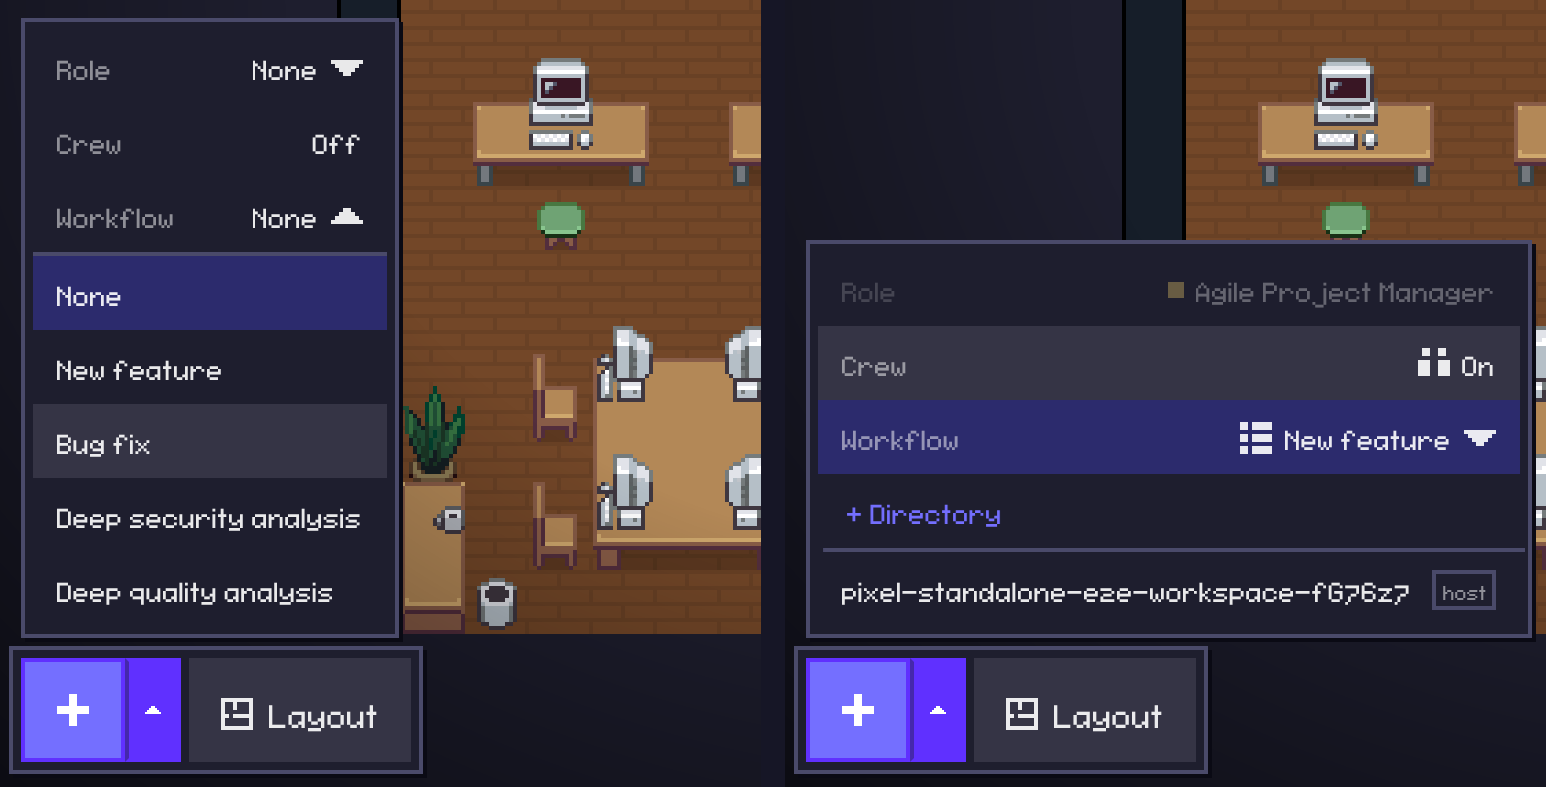 Role None
Crew Off
Workflow None
None
New feature
Bug fix
Deep security analysis
Deep quality analysis
Layout
Role Agile Project Manager
Crew On
Workflow New feature
+ Directory
pixel-standalone-eze-workspace-fG76z7 host
Layout